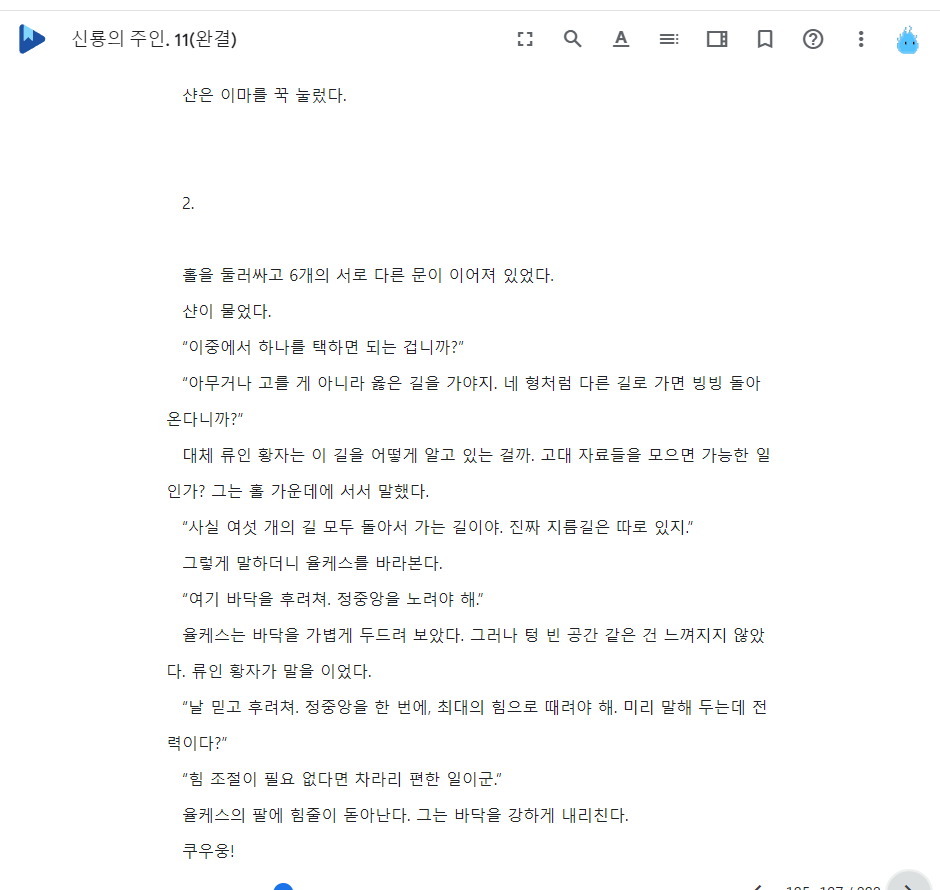 신룡의 주인. 11(완결)
샨은 이마를 꾹 눌렀다.
2.
홀을 둘러싸고 6개의 서로 다른 문이 이어져 있었다.
샨이 물었다.
“이중에서 하나를 택하면 되는 겁니까?”
“아무거나 고를 게 아니라 옳은 길을 가야지. 네 형처럼 다른 길로 가면 빙빙 돌아
온다니까?”
대체 류인 황자는 이 길을 어떻게 알고 있는 걸까. 고대 자료들을 모으면 가능한 일
인가? 그는 홀 가운데에 서서 말했다.
“사실 여섯 개의 길 모두 돌아서 가는 길이야. 진짜 지름길은 따로 있지.”
그렇게 말하더니 율케스를 바라본다.
“여기 바닥을 후려쳐. 정중앙을 노려야 해.”
율케스는 바닥을 가볍게 두드려 보았다. 그러나 텅 빈 공간 같은 건 느껴지지 않았
다. 류인 황자가 말을 이었다.
“날 믿고 후려쳐. 정중앙을 한 번에, 최대의 힘으로 때려야 해. 미리 말해 두는데 전
력이다?”
“힘 조절이 필요 없다면 차라리 편한 일이군.”
율케스의 팔에 힘줄이 돋아난다. 그는 바닥을 강하게 내리친다.
쿠우웅!